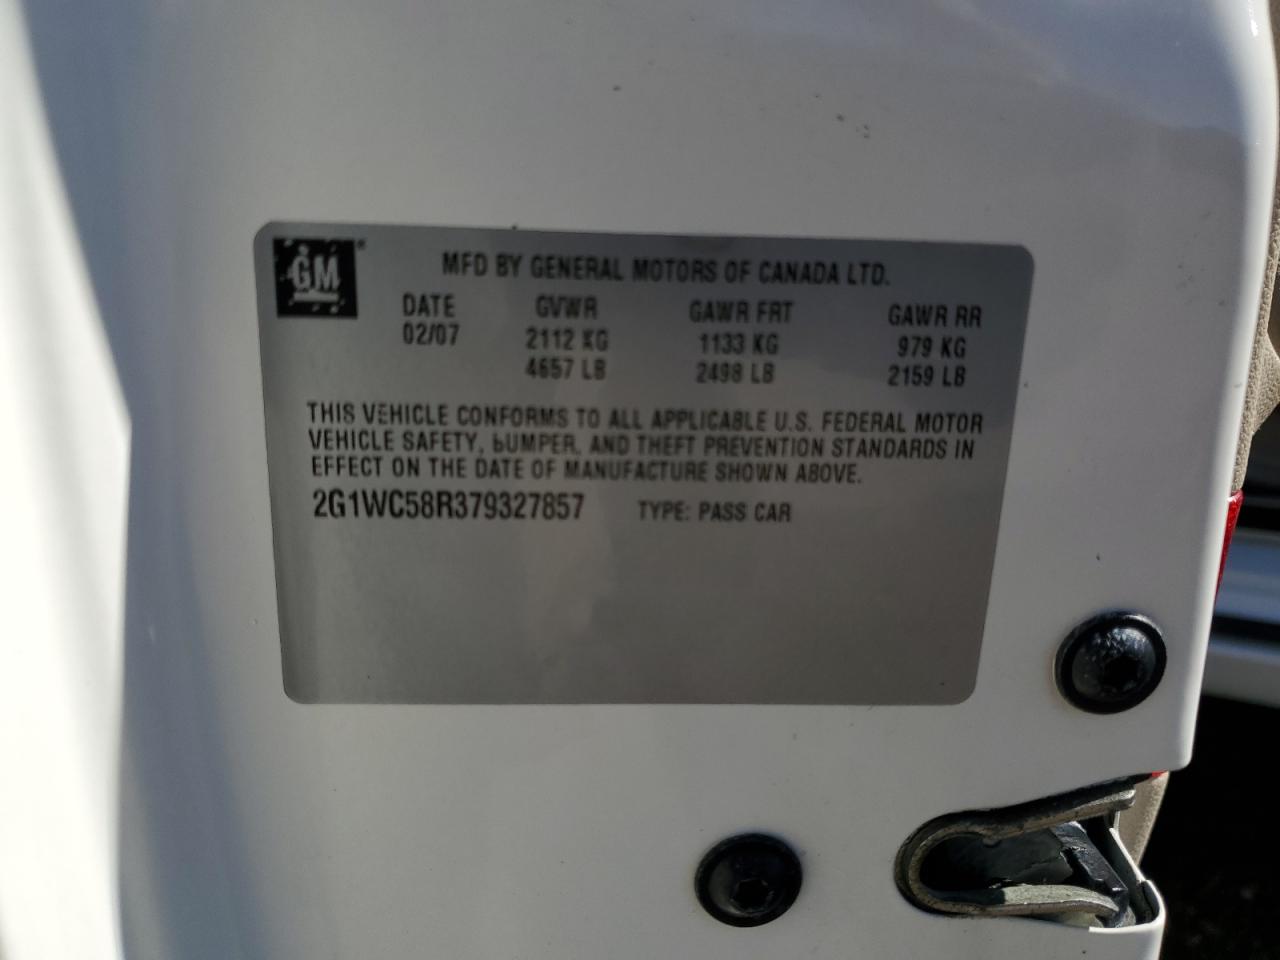 GM
MFD BY GENERAL MOTORS OF CANADA LTD.
DATE GVWR GAWR FRT GAWR RR
02/07 2112 KG 1133 KG 979 KG
4657 LB 2498 LB 2159 LB
THIS VEHICLE CONFORMS TO ALL APPLICABLE U.S. FEDERAL MOTOR
VEHICLE SAFETY, BUMPER, AND THEFT PREVENTION STANDARDS IN
EFFECT ON THE DATE OF MANUFACTURE SHOWN ABOVE.
2G1WC58R379327857 TYPE: PASS CAR